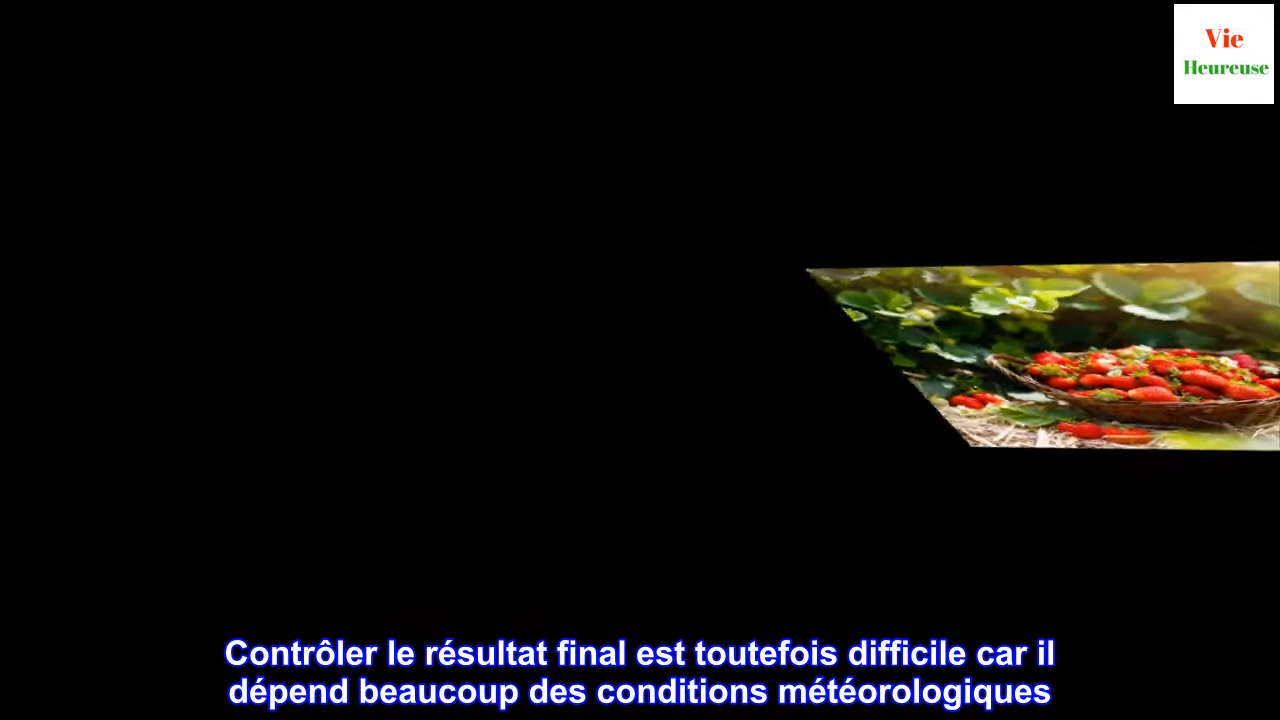 Vie
Heureuse
Contrôler le résultat final est toutefois difficile car il
dépend beaucoup des conditions météorologiques